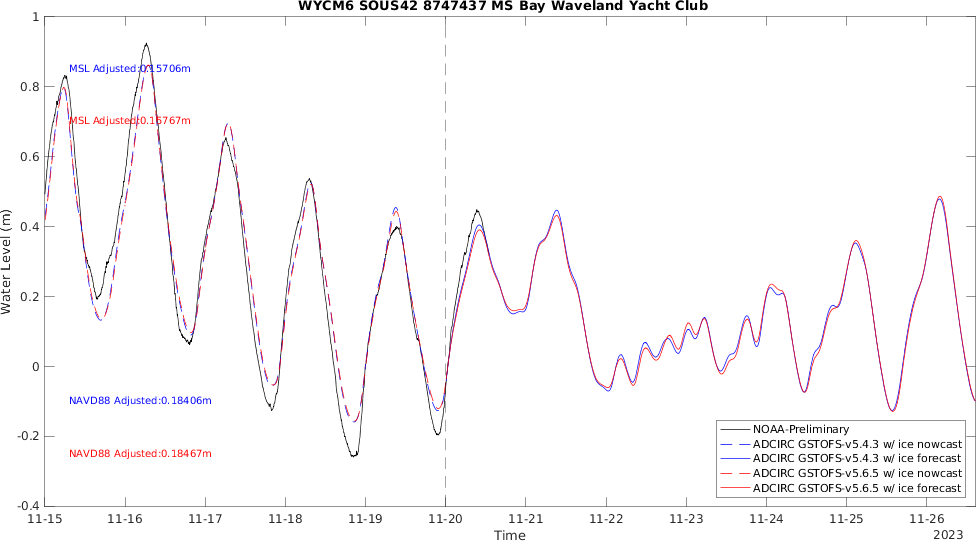 WYCM6 SOUS42 8747437 MS Bay Waveland Yacht Club
1
0.8
0.6
0.4
0.2
0
-0.2
-0.4
Water Level (m)
MSL Adjusted:0.15706m
MSL Adjusted:0.15767m
NAVD88 Adjusted:0.18406m
NAVD88 Adjusted:0.18467m
NOAA-Preliminary
ADCIRC GSTOFS-v5.4.3 w/ ice nowcast
ADCIRC GSTOFS-v5.4.3 w/ ice forecast
ADCIRC GSTOFS-v5.6.5 w/ ice nowcast
ADCIRC GSTOFS-v5.6.5 w/ ice forecast
11-15 11-16 11-17 11-18 11-19 11-20 11-21 11-22 11-23 11-24 11-25 11-26
Time
2023